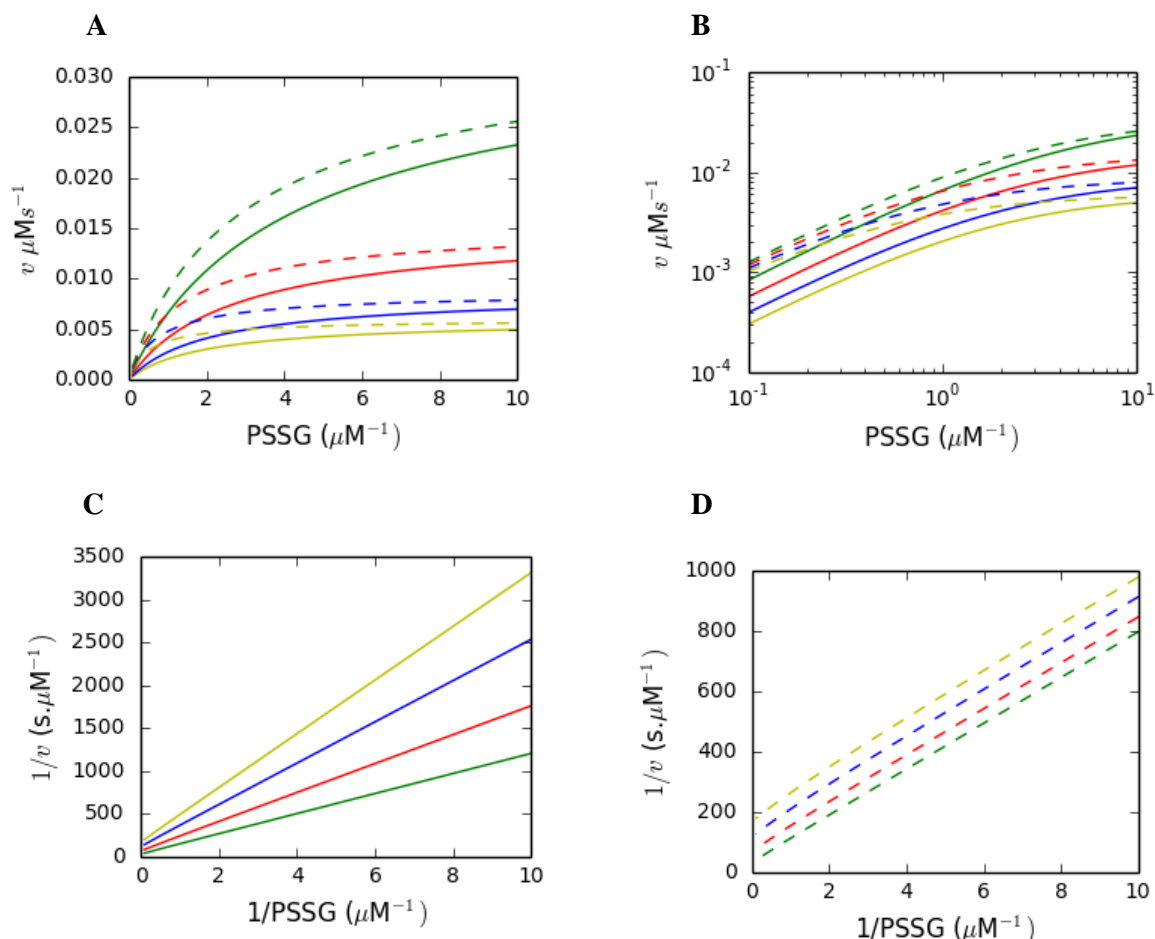 A
0.030
0.025
0.020
0.015
0.010
0.005
0.000
v μMs⁻¹
0 2 4 6 8 10
PSSG (μM⁻¹)
B
10⁻¹
10⁻²
10⁻³
10⁻⁴
v μMs⁻¹
10⁻¹ 10⁰ 10¹
PSSG (μM⁻¹)
C
3500
3000
2500
2000
1500
1000
500
0
1/v (s.μM⁻¹)
0 2 4 6 8 10
1/PSSG (μM⁻¹)
D
1000
800
600
400
200
0
1/v (s.μM⁻¹)
0 2 4 6 8 10
1/PSSG (μM⁻¹)